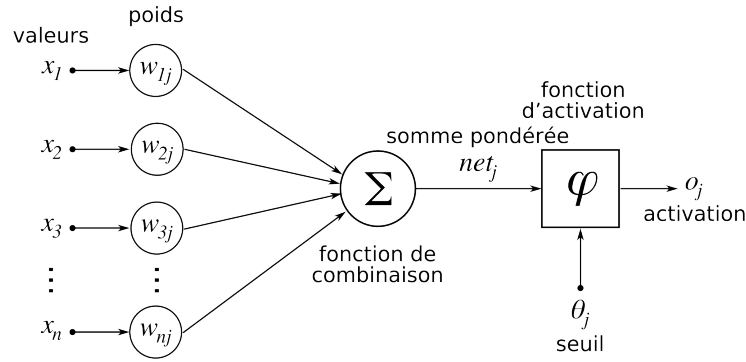 poids
valeurs
x₁
w₁ⱼ
x₂
w₂ⱼ
x₃
w₃ⱼ
⋮
⋮
xₙ
wₙⱼ
Σ
fonction de
combinaison
somme pondérée
netⱼ
fonction
d’activation
φ
oⱼ
activation
θⱼ
seuil